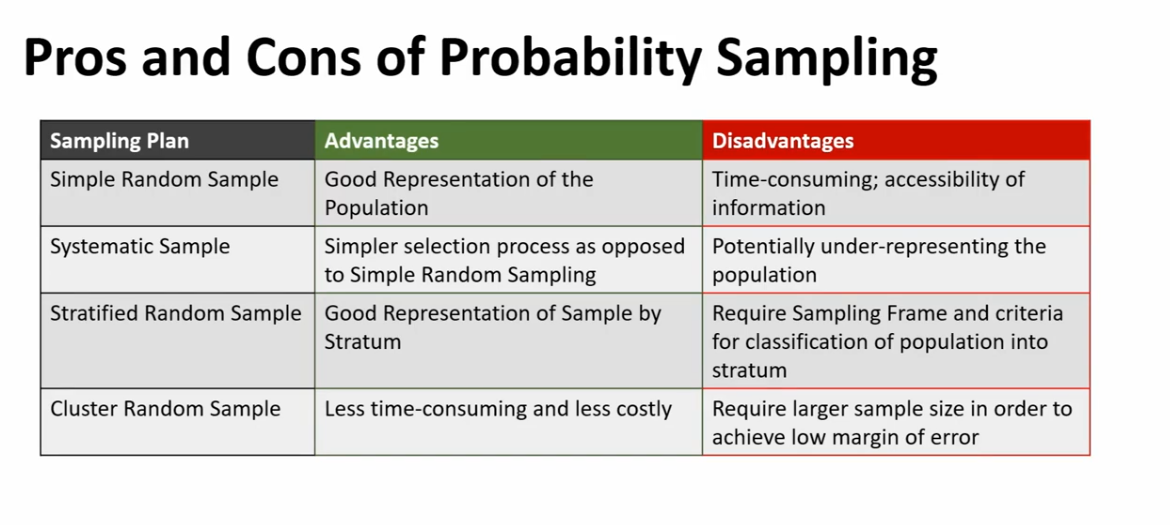 Pros and Cons of Probability Sampling
Sampling Plan
Advantages
Disadvantages
Simple Random Sample
Good Representation of the
Population
Time-consuming; accessibility of
information
Systematic Sample
Simpler selection process as opposed
to Simple Random Sampling
Potentially under-representing the
population
Stratified Random Sample
Good Representation of Sample by
Stratum
Require Sampling Frame and criteria
for classification of population into
stratum
Cluster Random Sample
Less time-consuming and less costly
Require larger sample size in order to
achieve low margin of error